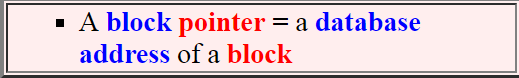 ▪ A block pointer = a database
address of a block